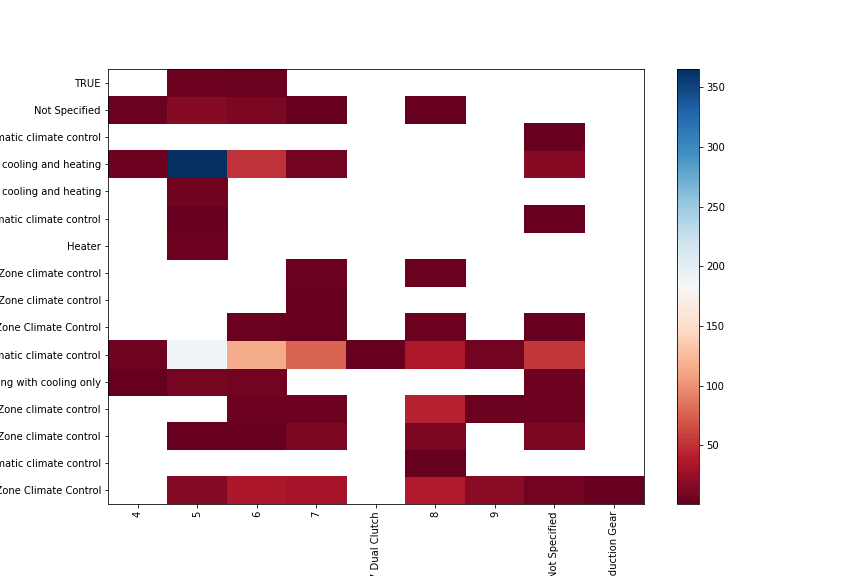 TRUE
Not Specified
matic climate control
cooling and heating
cooling and heating
matic climate control
Heater
Zone climate control
Zone climate control
Zone Climate Control
matic climate control
ng with cooling only
Zone climate control
Zone climate control
matic climate control
Zone Climate Control
4
5
6
7
7 Dual Clutch
8
9
Not Specified
duction Gear
350
300
250
200
150
100
50